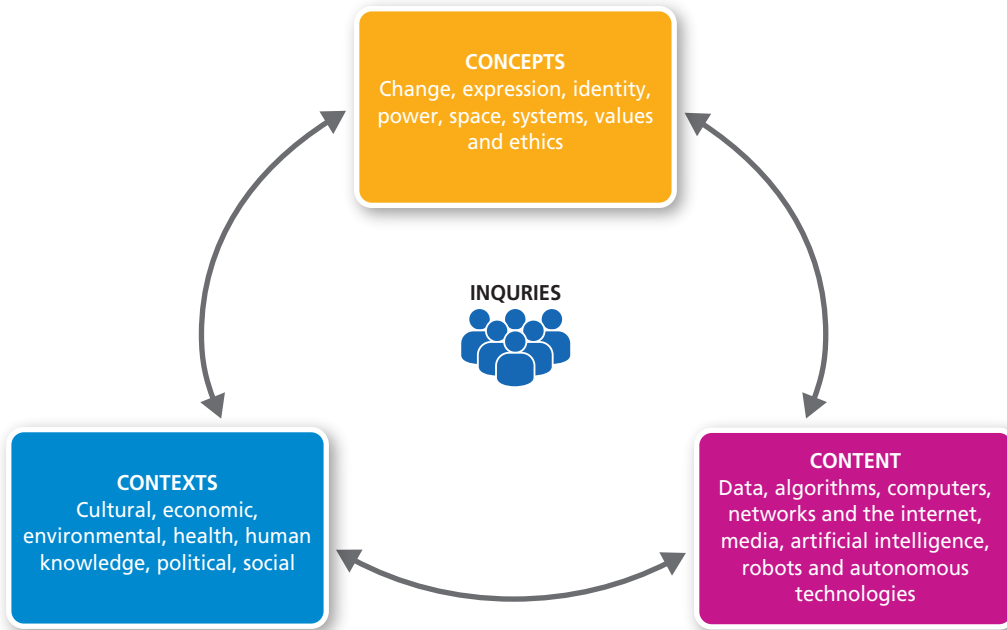 CONCEPTS
Change, expression, identity,
power, space, systems, values
and ethics
INQURIES
CONTEXTS
Cultural, economic,
environmental, health, human
knowledge, political, social
CONTENT
Data, algorithms, computers,
networks and the internet,
media, artificial intelligence,
robots and autonomous
technologies